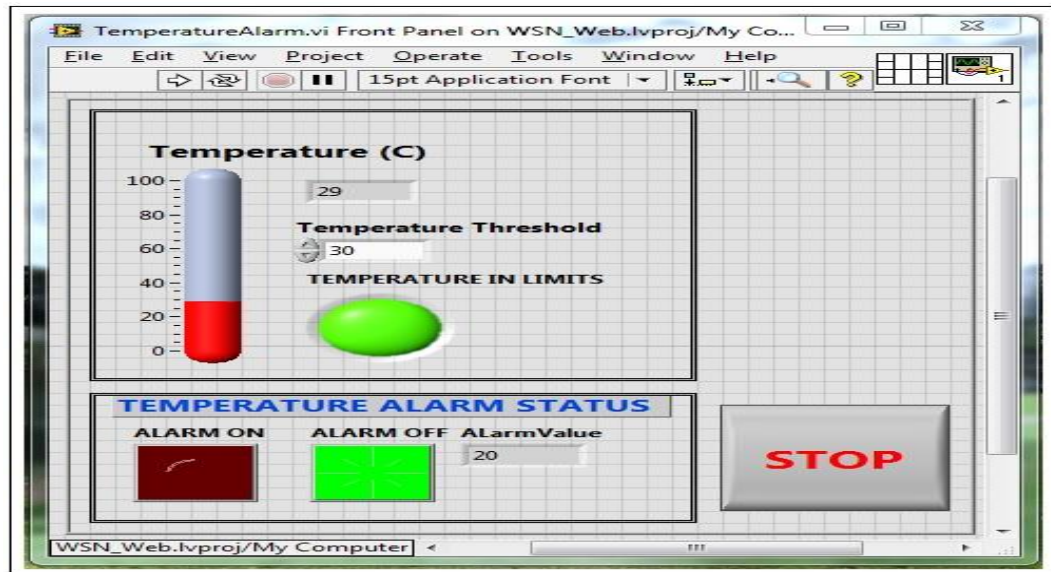 TemperatureAlarm.vi Front Panel on WSN_Web.lvproj/My Co...
File Edit View Project Operate Tools Window Help
15pt Application Font
1
Temperature (C)
100
80
60
40
20
0
29
Temperature Threshold
30
TEMPERATURE IN LIMITS
TEMPERATURE ALARM STATUS
ALARM ON ALARM OFF ALarmValue
20
STOP
WSN_Web.lvproj/My Computer